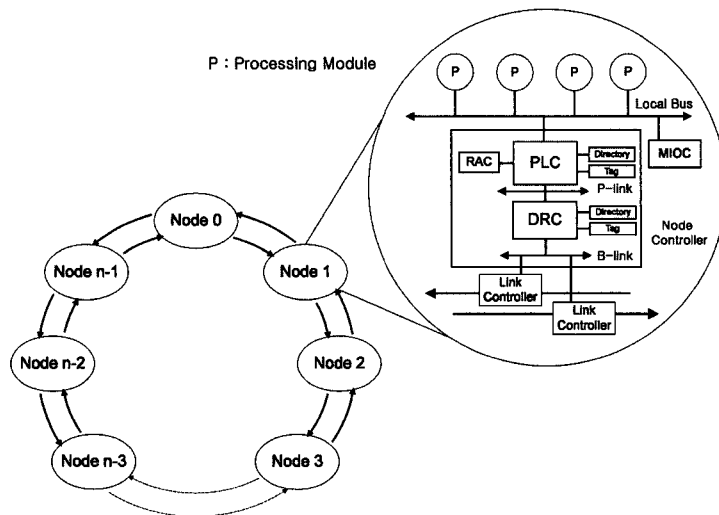 P : Processing Module
P P P P
Local Bus
MIOC
RAC
PLC
Directory
Tag
P-link
DRC
Directory
Tag
Node
Controller
B-link
Link
Controller
Link
Controller
Node 0
Node 1
Node n-1
Node n-2
Node 2
Node n-3
Node 3